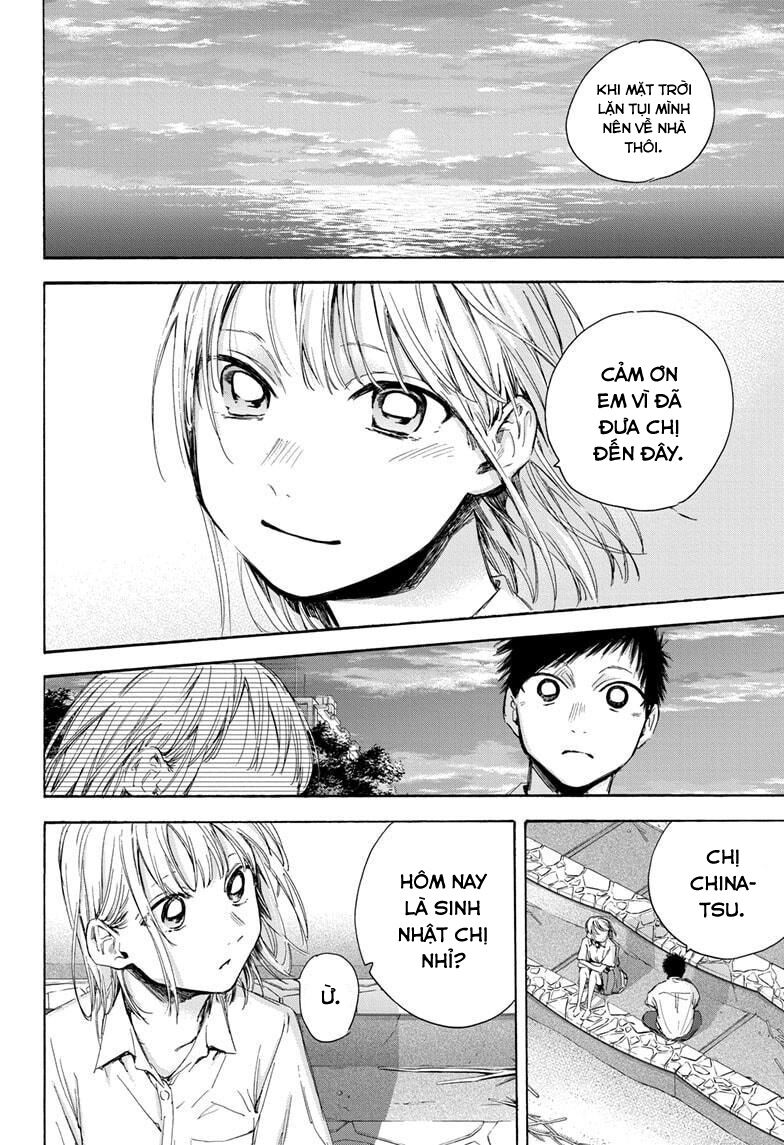 KHI MẶT TRỜI
LẶN TỤI MÌNH
NÊN VỀ NHÀ
THÔI.
CẢM ƠN
EM VÌ ĐÃ
ĐƯA CHỊ
ĐẾN ĐÂY.
CHỊ
CHINA-
TSU.
HÔM NAY
LÀ SINH
NHẬT CHỊ
NHỈ?
Ừ.